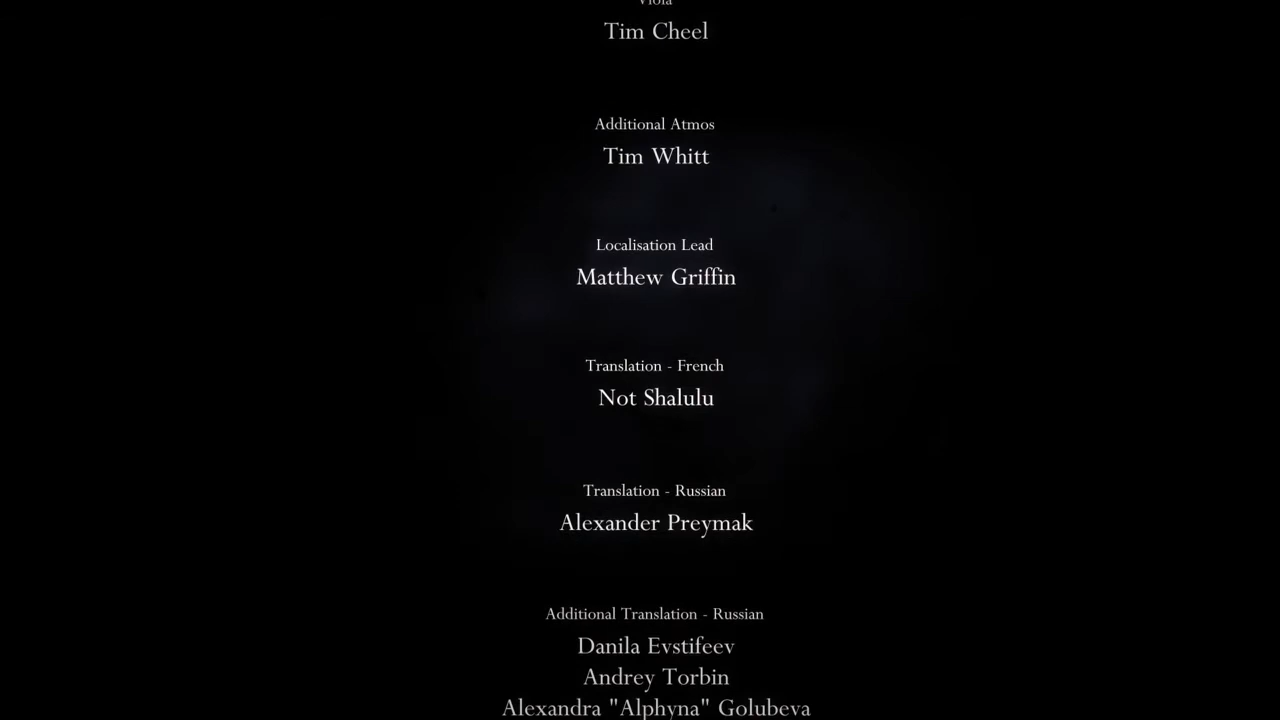 Viola
Tim Cheel
Additional Atmos
Tim Whitt
Localisation Lead
Matthew Griffin
Translation - French
Not Shalulu
Translation - Russian
Alexander Preymak
Additional Translation - Russian
Danila Evstifeev
Andrey Torbin
Alexandra "Alphyna" Golubeva